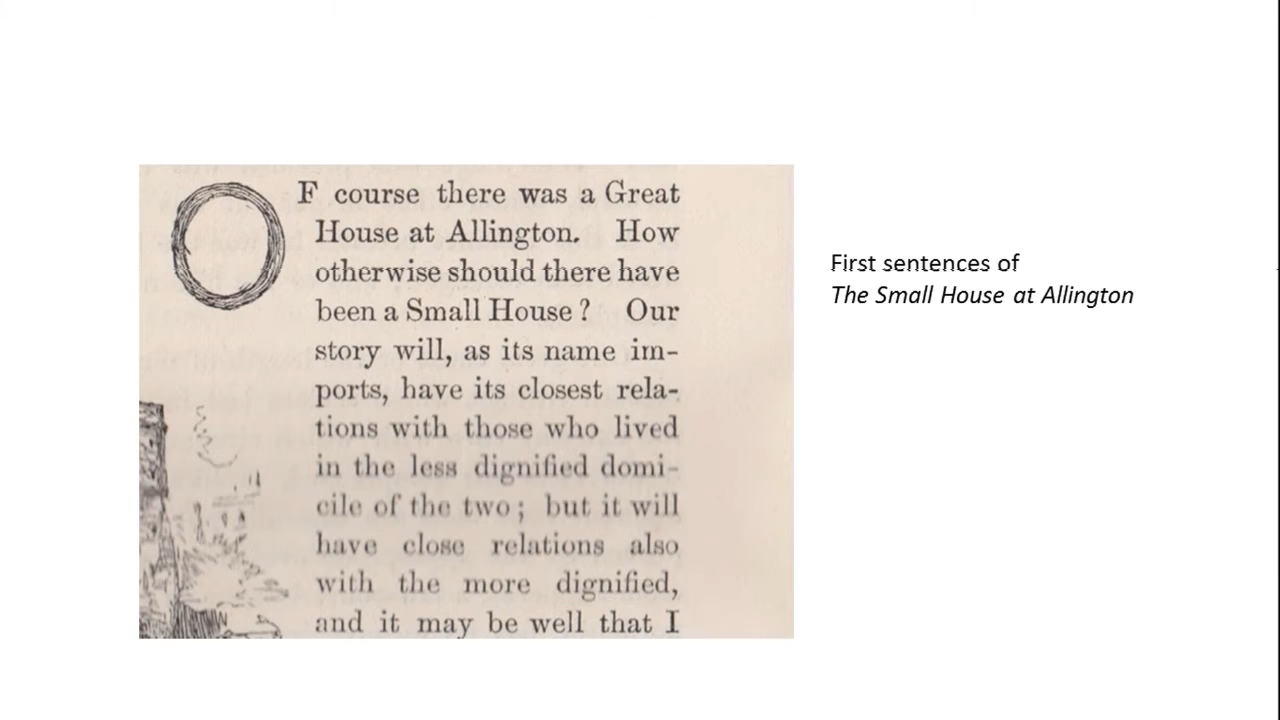 OF course there was a Great
House at Allington. How
otherwise should there have
been a Small House? Our
story will, as its name im-
ports, have its closest rela-
tions with those who lived
in the less dignified domi-
cile of the two; but it will
have close relations also
with the more dignified,
and it may be well that I
First sentences of
The Small House at Allington